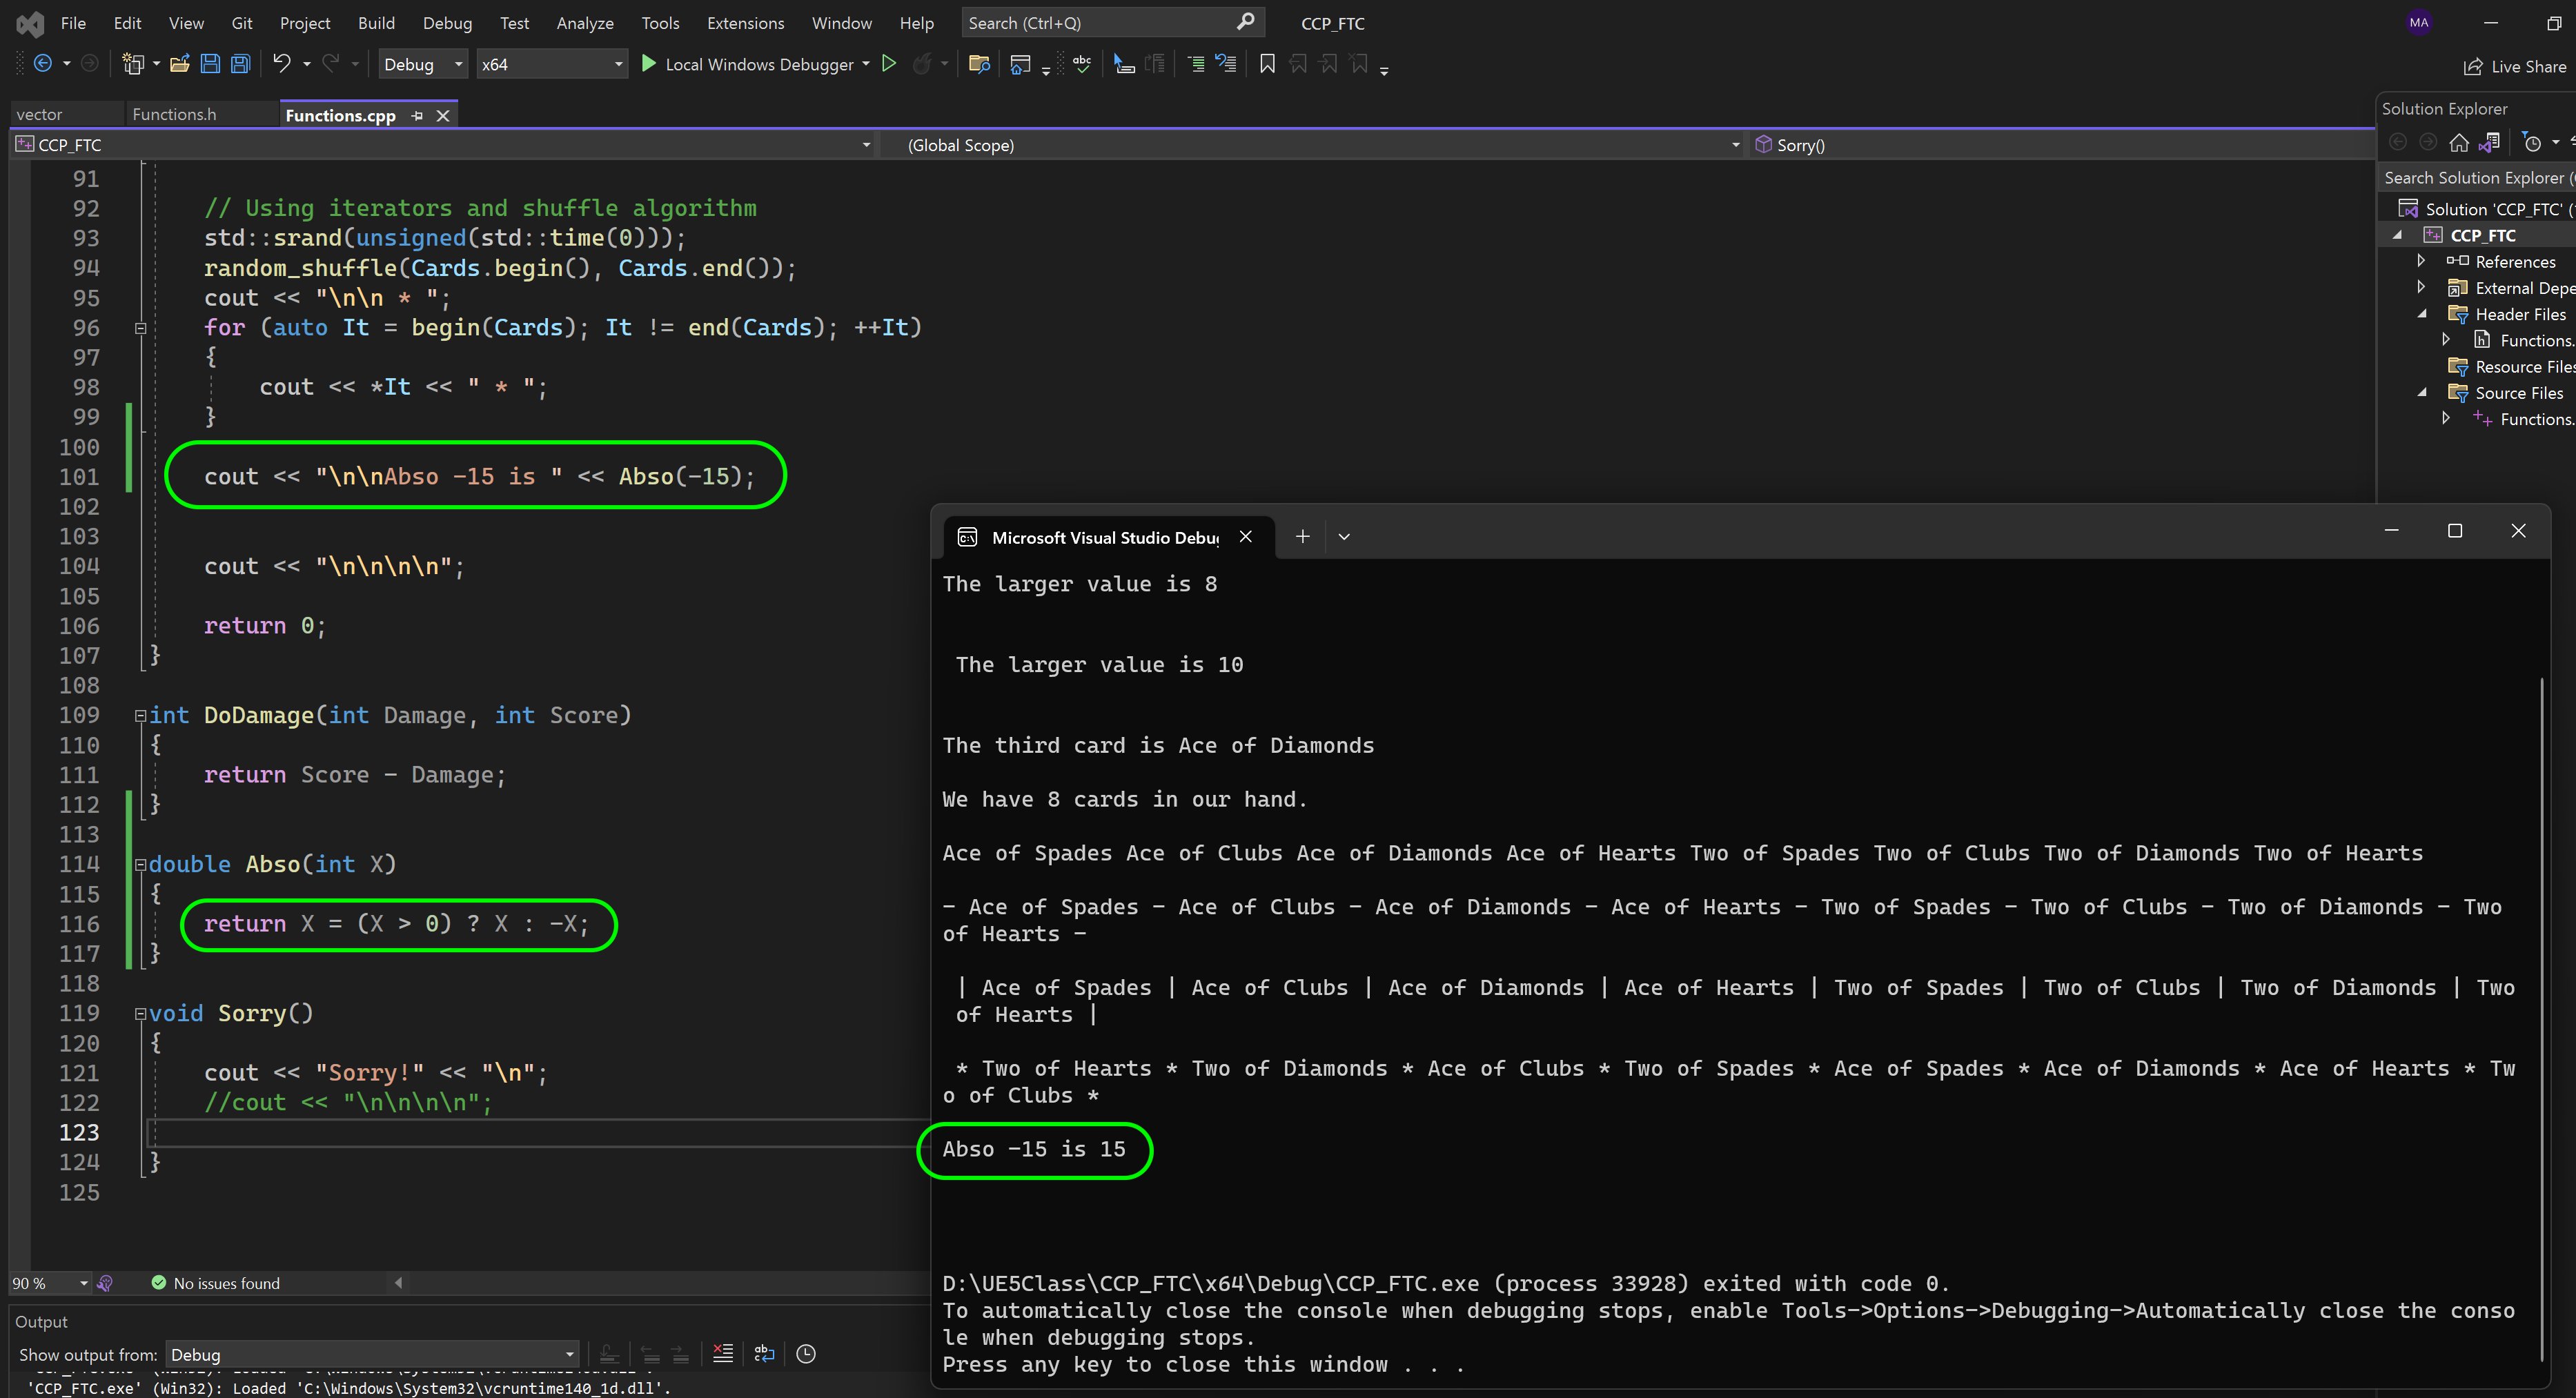 File Edit View Git Project Build Debug Test Analyze Tools Extensions Window Help Search (Ctrl+Q) CCP_FTC MA
Debug x64 Local Windows Debugger abc Live Share
vector Functions.h Functions.cpp
CCP_FTC (Global Scope) Sorry()
91
92 // Using iterators and shuffle algorithm
93 std::srand(unsigned(std::time(0)));
94 random_shuffle(Cards.begin(), Cards.end());
95 cout << "\n\n * ";
96 for (auto It = begin(Cards); It != end(Cards); ++It)
97 {
98 cout << *It << " * ";
99 }
100
101 cout << "\n\nAbso -15 is " << Abso(-15);
102
103
104 cout << "\n\n\n\n";
105
106 return 0;
107 }
108
109 int DoDamage(int Damage, int Score)
110 {
111 return Score - Damage;
112 }
113
114 double Abso(int X)
115 {
116 return X = (X > 0) ? X : -X;
117 }
118
119 void Sorry()
120 {
121 cout << "Sorry!" << "\n";
122 //cout << "\n\n\n\n";
123
124 }
125
90 % No issues found
Output
Show output from: Debug
'CCP_FTC.exe' (Win32): Loaded 'C:\Windows\System32\vcruntime140_1d.dll'.
Solution Explorer
Search Solution Explorer (
Solution 'CCP_FTC' (
CCP_FTC
References
External Depe
Header Files
Functions.
Resource Files
Source Files
Functions.
Microsoft Visual Studio Debu
The larger value is 8
The larger value is 10
The third card is Ace of Diamonds
We have 8 cards in our hand.
Ace of Spades Ace of Clubs Ace of Diamonds Ace of Hearts Two of Spades Two of Clubs Two of Diamonds Two of Hearts
- Ace of Spades - Ace of Clubs - Ace of Diamonds - Ace of Hearts - Two of Spades - Two of Clubs - Two of Diamonds - Two
of Hearts -
| Ace of Spades | Ace of Clubs | Ace of Diamonds | Ace of Hearts | Two of Spades | Two of Clubs | Two of Diamonds | Two
of Hearts |
* Two of Hearts * Two of Diamonds * Ace of Clubs * Two of Spades * Ace of Spades * Ace of Diamonds * Ace of Hearts * Tw
o of Clubs *
Abso -15 is 15
D:\UE5Class\CCP_FTC\x64\Debug\CCP_FTC.exe (process 33928) exited with code 0.
To automatically close the console when debugging stops, enable Tools->Options->Debugging->Automatically close the conso
le when debugging stops.
Press any key to close this window . . .